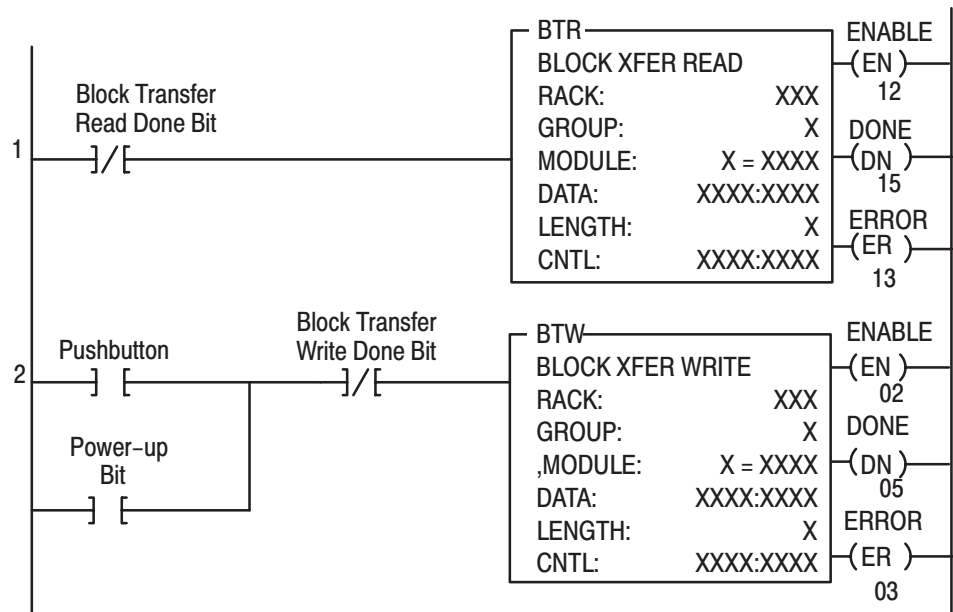 BTR
ENABLE
BLOCK XFER READ
(EN)
12
RACK: XXX
GROUP: X
DONE
MODULE: X = XXXX
(DN)
15
DATA: XXXX:XXXX
LENGTH: X
ERROR
(ER)
CNTL: XXXX:XXXX
13
Block Transfer
Read Done Bit
1
Block Transfer
Write Done Bit
Pushbutton
2
Power-up
Bit
BTW
ENABLE
BLOCK XFER WRITE
(EN)
02
RACK: XXX
GROUP: X
DONE
,MODULE: X = XXXX
(DN)
05
DATA: XXXX:XXXX
LENGTH: X
ERROR
CNTL: XXXX:XXXX
(ER)
03